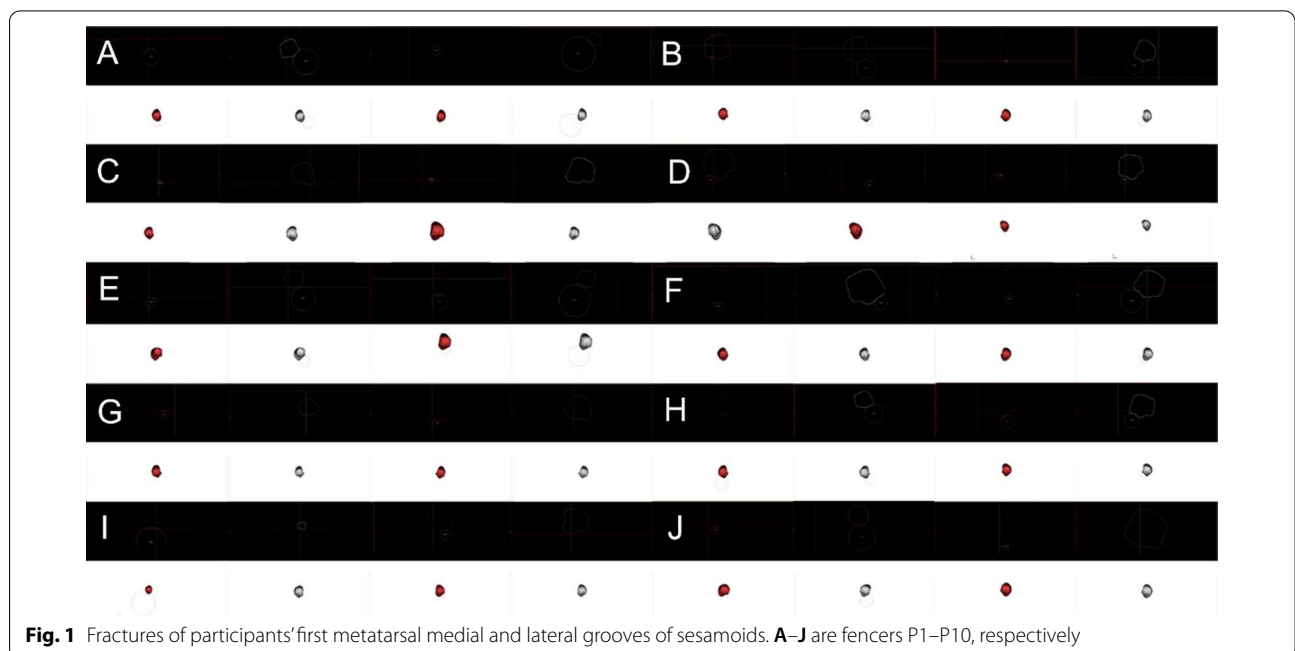 A B
C D
L L
E F
G H
I J
Fig. 1 Fractures of participants' first metatarsal medial and lateral grooves of sesamoids. A–J are fencers P1–P10, respectively